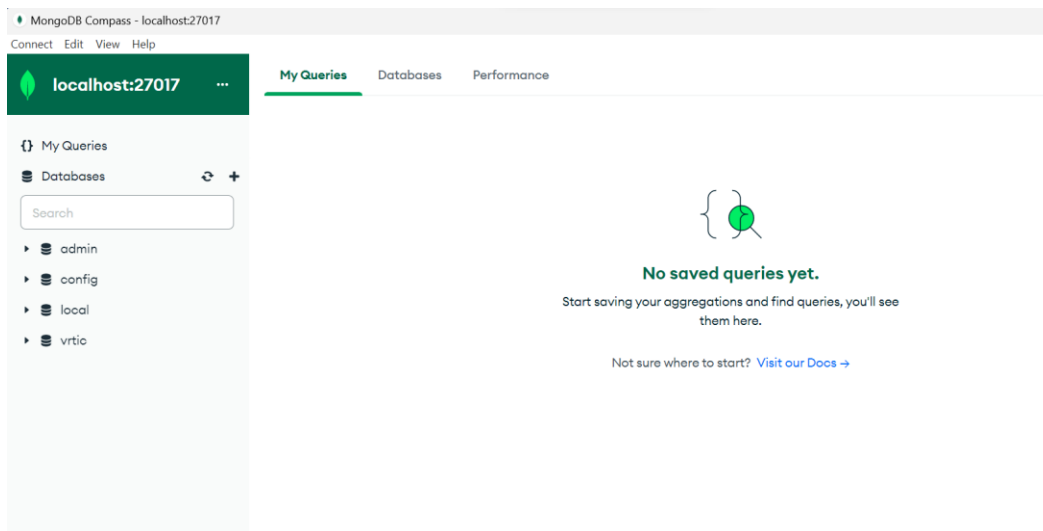 MongoDB Compass - localhost:27017
Connect Edit View Help
localhost:27017 ...
My Queries Databases Performance
{} My Queries
Databases
Search
admin
config
local
vrtic
No saved queries yet.
Start saving your aggregations and find queries, you'll see
them here.
Not sure where to start? Visit our Docs →